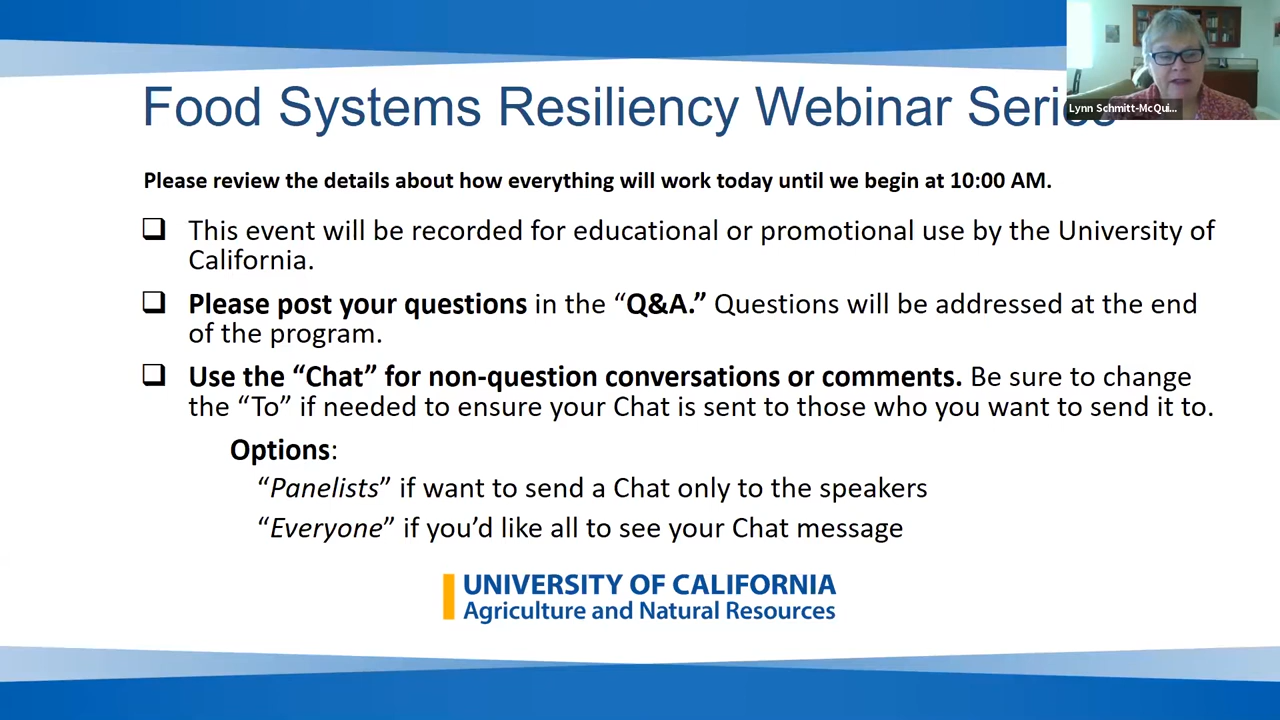 Food Systems Resiliency Webinar Series
Lynn Schmitt-McQui...
Please review the details about how everything will work today until we begin at 10:00 AM.
This event will be recorded for educational or promotional use by the University of
California.
Please post your questions in the “Q&A.” Questions will be addressed at the end
of the program.
Use the “Chat” for non-question conversations or comments. Be sure to change
the “To” if needed to ensure your Chat is sent to those who you want to send it to.
Options:
“Panelists” if want to send a Chat only to the speakers
“Everyone” if you’d like all to see your Chat message
UNIVERSITY OF CALIFORNIA
Agriculture and Natural Resources